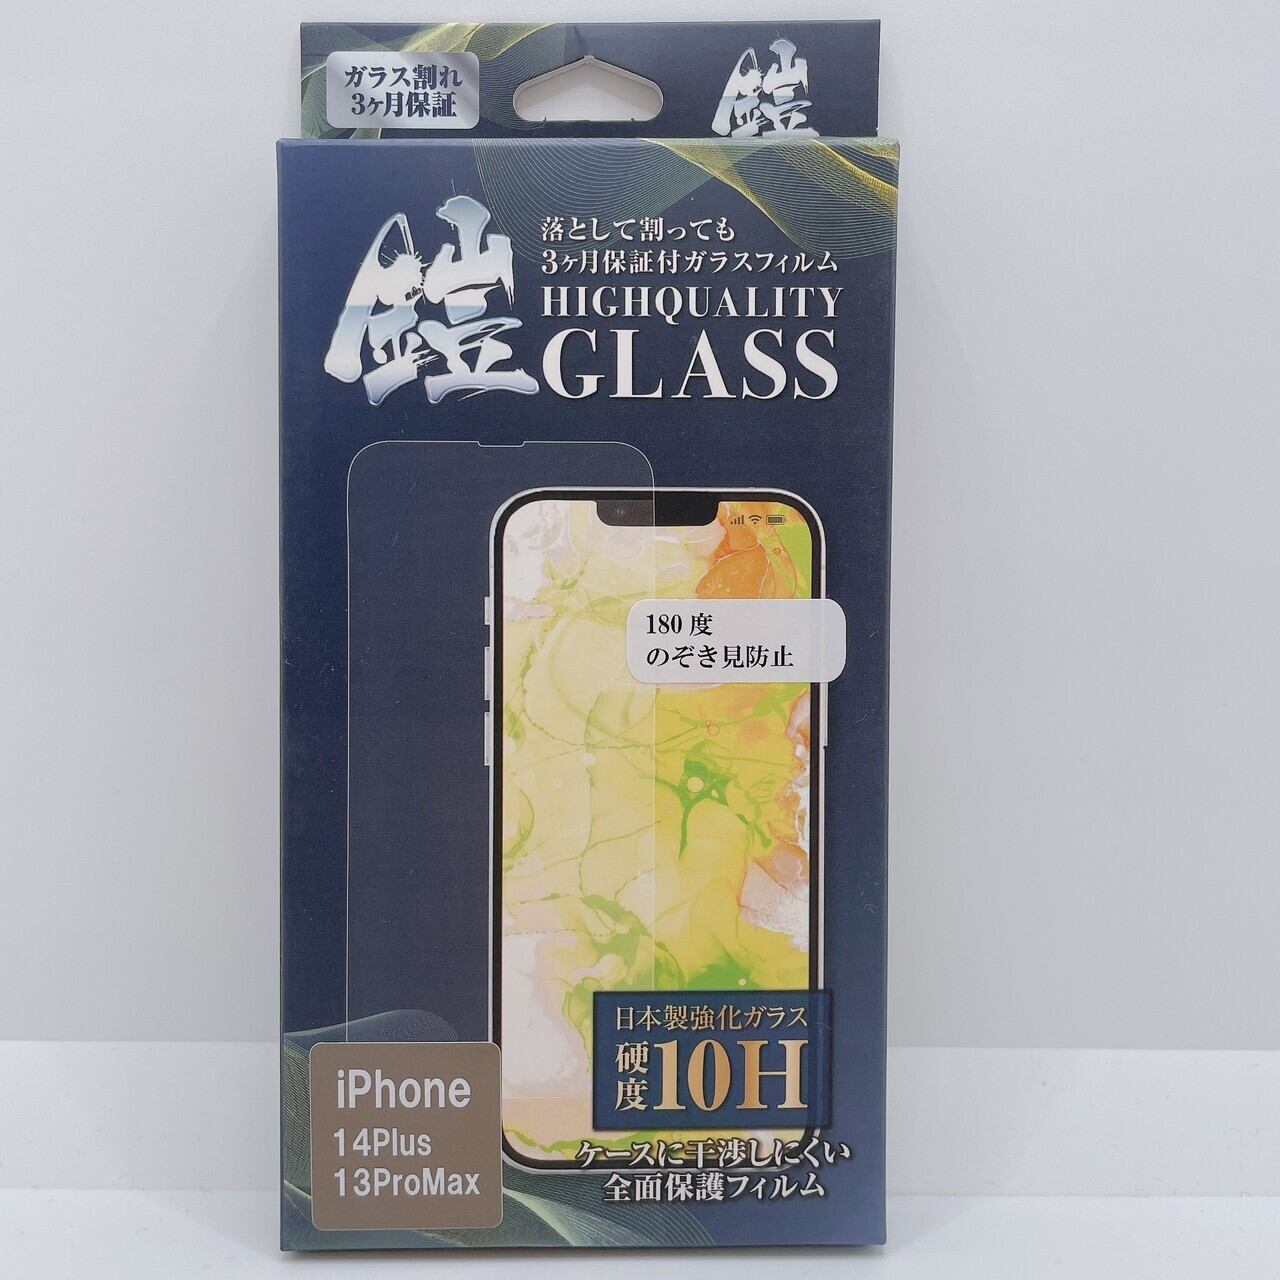 ガラス割れ
3ヶ月保証
鎧
鎧
落として割っても
3ヶ月保証付ガラスフィルム
HIGHQUALITY
GLASS
180度
のぞき見防止
日本製強化ガラス
硬度10H
ケースに干渉しにくい
全面保護フィルム
iPhone
14Plus
13ProMax